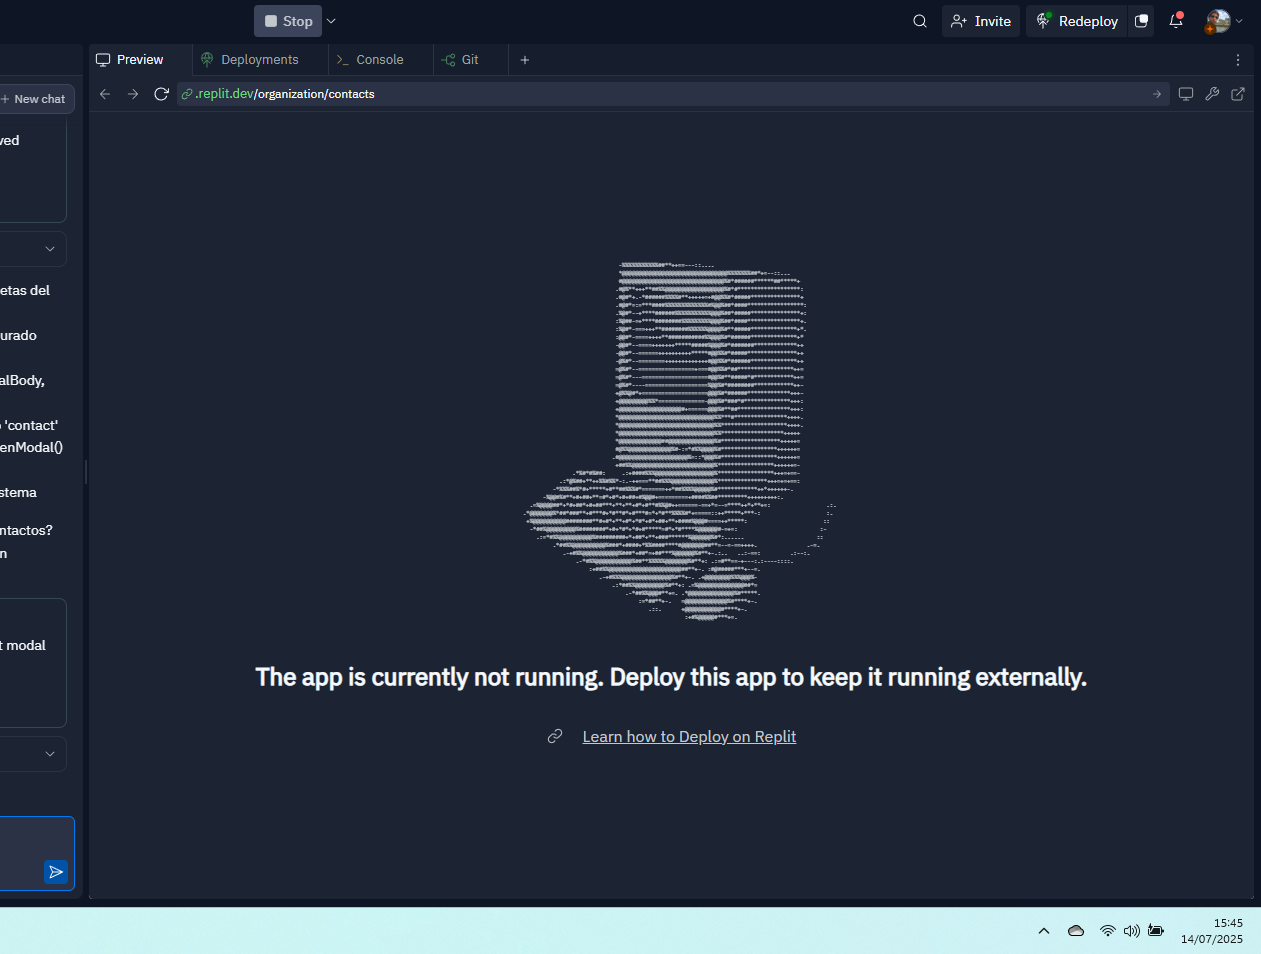 Stop
Invite
Redeploy
Preview
Deployments
Console
Git
New chat
.replit.dev/organization/contacts
ved
etas del
urado
alBody,
'contact'
enModal()
stema
ntactos?
n
t modal
The app is currently not running. Deploy this app to keep it running externally.
Learn how to Deploy on Replit
15:45
14/07/2025